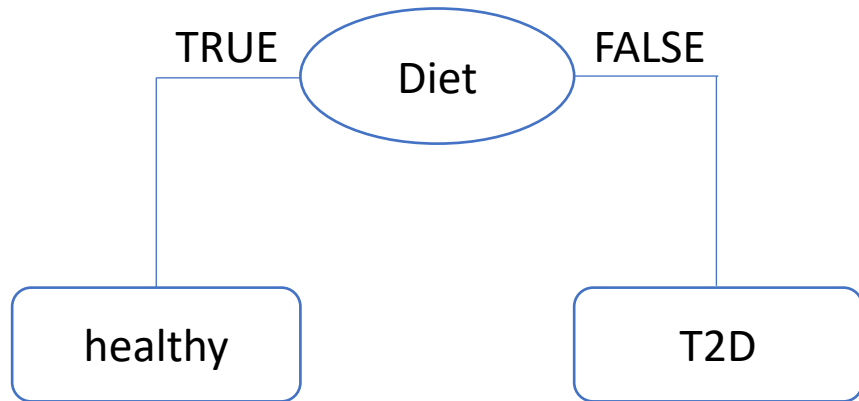 TRUE
Diet
FALSE
healthy
T2D